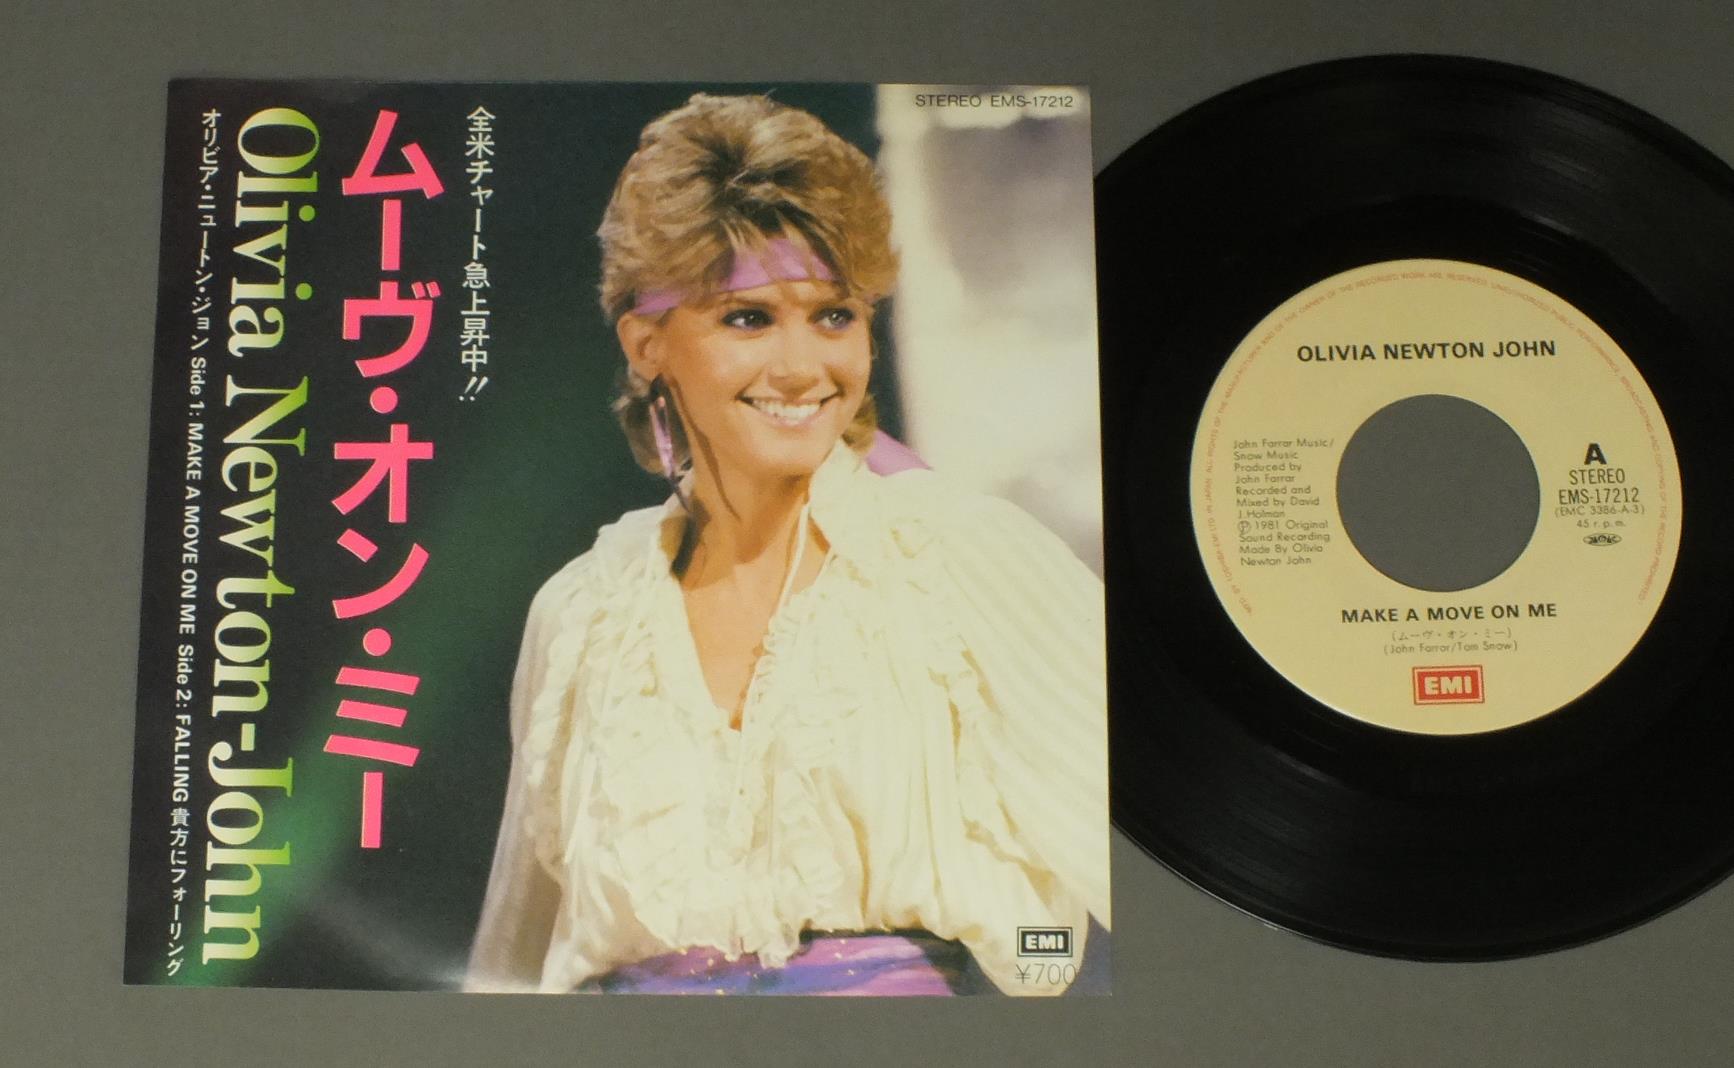 STEREO EMS-17212
全米チャート急上昇中!!
ムーヴ・オン・ミー
Olivia Newton-John
オリビア・ニュートン・ジョン Side 1: MAKE A MOVE ON ME Side 2: FALLING 貴方にフォーリング
EMI
¥700
OLIVIA NEWTON JOHN
John Farrar Music/
Snow Music
Produced by
John Farrar
Recorded and
Mixed by David
J.Holman
Ⓟ 1981 Original
Sound Recording
Made By Olivia
Newton John
A
STEREO
EMS-17212
(EMC 3386-A-3)
45 r.p.m.
MAKE A MOVE ON ME
(ムーヴ・オン・ミー)
(John Farrar/Tom Snow)
EMI